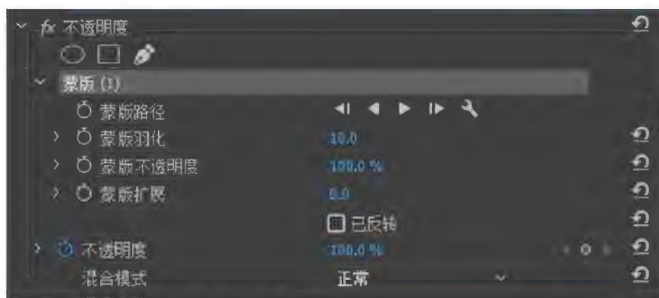 fx 不透明度
蒙版 (1)
蒙版路径
蒙版羽化 10.0
蒙版不透明度 100.0 %
蒙版扩展 0.0
已反转
不透明度 100.0 %
混合模式 正常